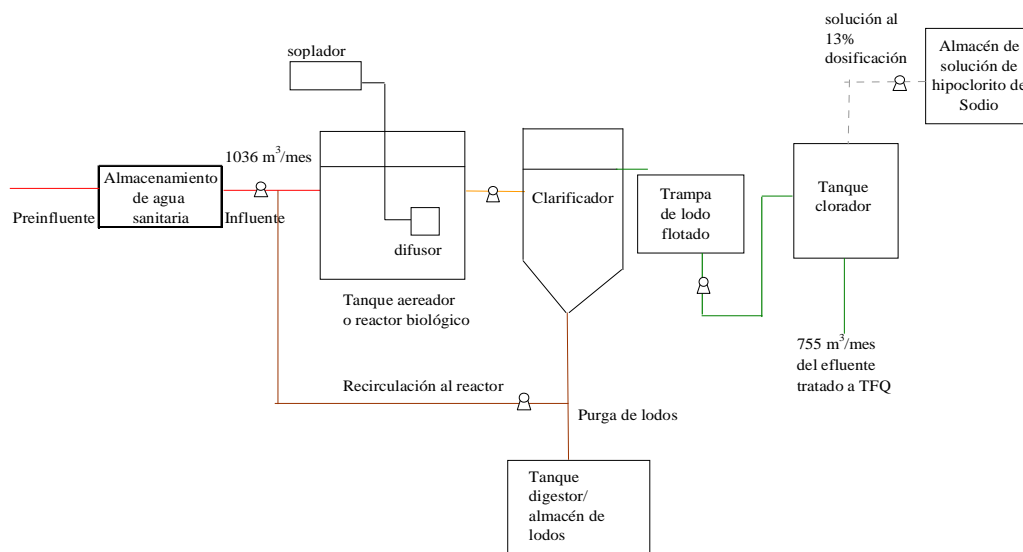 solución al
13%
dosificación
Almacén de
solución de
hipoclorito de
Sodio
soplador
1036 m³/mes
Almacenamiento
de agua
sanitaria
Preinfluente
Influente
difusor
Tanque aereador
o reactor biológico
Clarificador
Trampa
de lodo
flotado
Tanque
clorador
755 m³/mes
del efluente
tratado a TFQ
Recirculación al reactor
Purga de lodos
Tanque
digestor/
almacén de
lodos